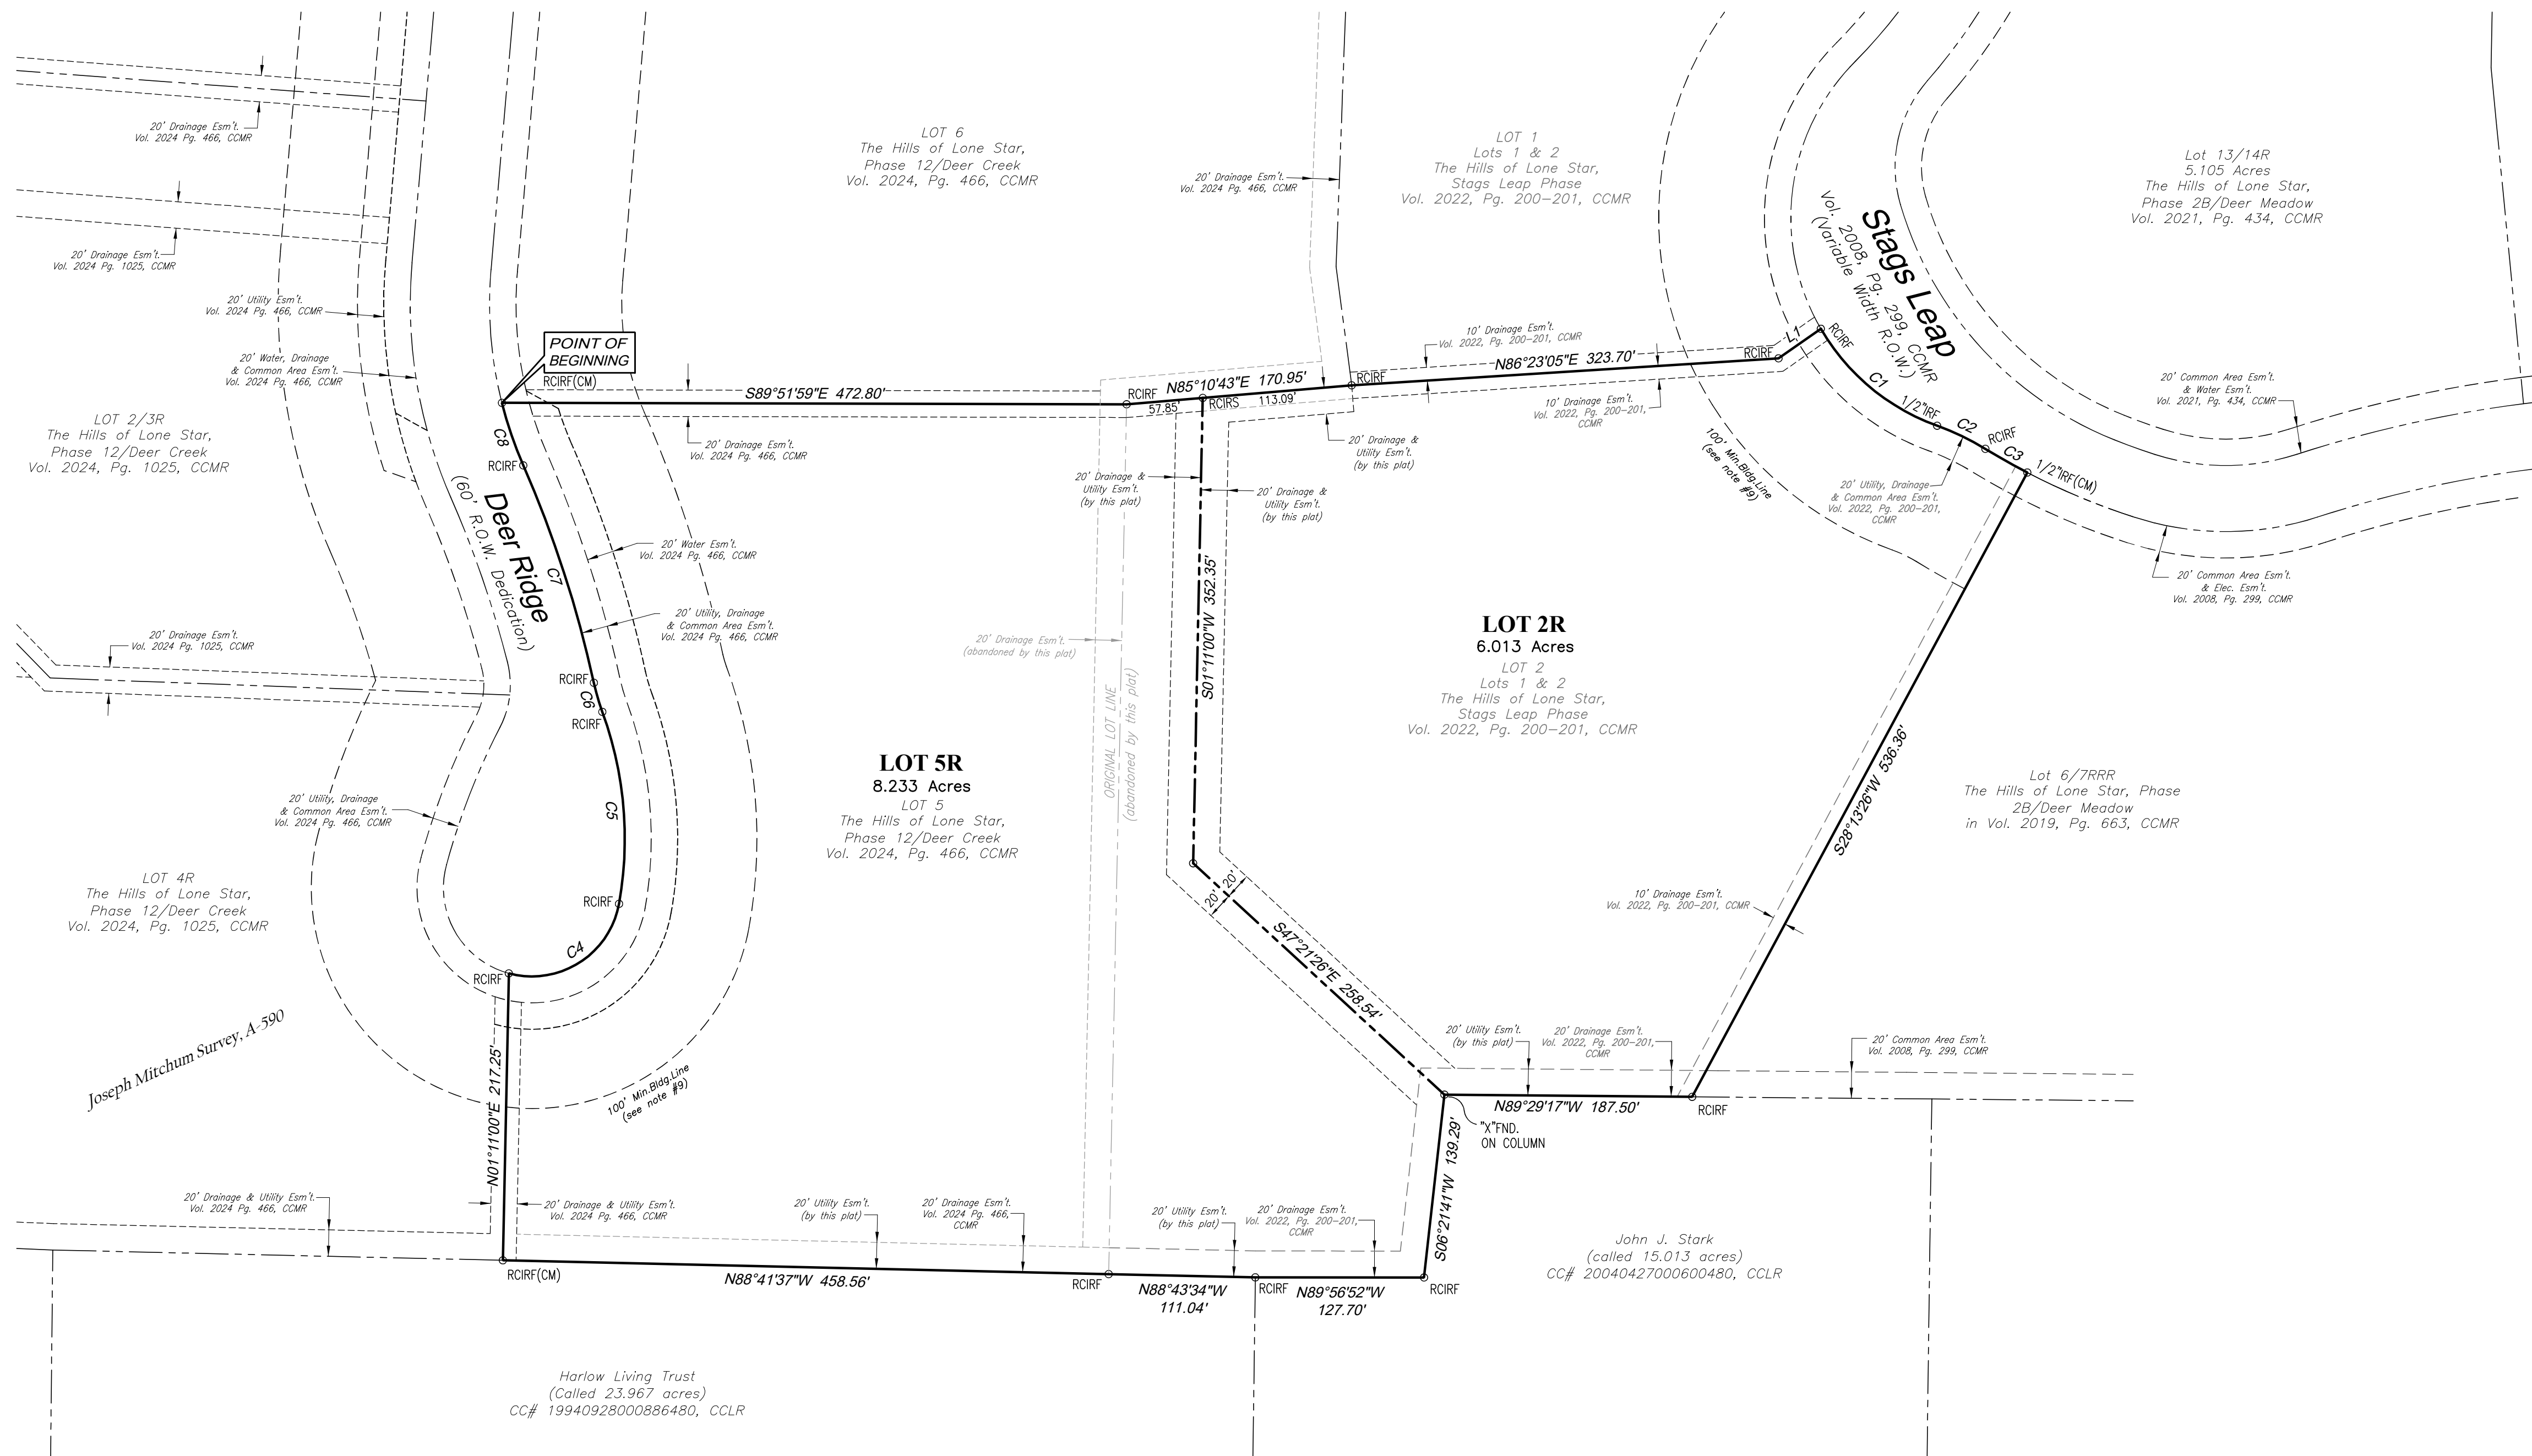 20' Drainage Esm't.
Vol. 2024 Pg. 466, CCMR
20' Drainage Esm't.
Vol. 2024 Pg. 1025, CCMR
20' Utility Esm't.
Vol. 2024 Pg. 466, CCMR
20' Water, Drainage
& Common Area Esm't.
Vol. 2024 Pg. 466, CCMR
LOT 2/3R
The Hills of Lone Star,
Phase 12/Deer Creek
Vol. 2024, Pg. 1025, CCMR
LOT 6
The Hills of Lone Star,
Phase 12/Deer Creek
Vol. 2024, Pg. 466, CCMR
20' Drainage Esm't.
Vol. 2024 Pg. 466, CCMR
LOT 1
Lots 1 & 2
The Hills of Lone Star,
Stags Leap Phase
Vol. 2022, Pg. 200-201, CCMR
Stags Leap
Vol. 2008, Pg. 299, CCMR
(Variable Width R.O.W.)
Lot 13/14R
5.105 Acres
The Hills of Lone Star,
Phase 2B/Deer Meadow
Vol. 2021, Pg. 434, CCMR
POINT OF
BEGINNING
RCIRF(CM)
S89°51'59"E 472.80'
20' Drainage Esm't.
Vol. 2024 Pg. 466, CCMR
RCIRF
N85°10'43"E 170.95'
57.85'
RCIRS
113.09'
RCIRF
10' Drainage Esm't.
Vol. 2022, Pg. 200-201, CCMR
N86°23'05"E 323.70'
10' Drainage Esm't.
Vol. 2022, Pg. 200-201,
CCMR
RCIRF
L1
RCIRF
C1
1/2"IRF
C2
RCIRF
C3
1/2"IRF(CM)
20' Common Area Esm't.
& Water Esm't.
Vol. 2021, Pg. 434, CCMR
20' Drainage &
Utility Esm't.
(by this plat)
20' Drainage &
Utility Esm't.
(by this plat)
20' Drainage &
Utility Esm't.
(by this plat)
100' Min.Bldg.Line
(see note #9)
20' Utility, Drainage
& Common Area Esm't.
Vol. 2022, Pg. 200-201,
CCMR
20' Common Area Esm't.
& Elec. Esm't.
Vol. 2008, Pg. 299, CCMR
C8
RCIRF
Deer Ridge
(60' R.O.W. Dedication)
C7
20' Water Esm't.
Vol. 2024 Pg. 466, CCMR
20' Utility, Drainage
& Common Area Esm't.
Vol. 2024 Pg. 466, CCMR
RCIRF
C6
RCIRF
C5
RCIRF
C4
RCIRF
20' Drainage Esm't.
Vol. 2024 Pg. 1025, CCMR
20' Drainage Esm't.
(abandoned by this plat)
ORIGINAL LOT LINE
(abandoned by this plat)
S01°11'00"W 352.35'
LOT 2R
6.013 Acres
LOT 2
Lots 1 & 2
The Hills of Lone Star,
Stags Leap Phase
Vol. 2022, Pg. 200-201, CCMR
LOT 5R
8.233 Acres
LOT 5
The Hills of Lone Star,
Phase 12/Deer Creek
Vol. 2024, Pg. 466, CCMR
S28°13'26"W 536.36'
Lot 6/7RRR
The Hills of Lone Star, Phase
2B/Deer Meadow
in Vol. 2019, Pg. 663, CCMR
20' Utility, Drainage
& Common Area Esm't.
Vol. 2024 Pg. 466, CCMR
LOT 4R
The Hills of Lone Star,
Phase 12/Deer Creek
Vol. 2024, Pg. 1025, CCMR
20'
20'
S47°21'26"E 258.54'
10' Drainage Esm't.
Vol. 2022, Pg. 200-201, CCMR
Joseph Mitchum Survey, A-590
N01°11'00"E 217.25'
100' Min.Bldg.Line
(see note #9)
20' Utility Esm't.
(by this plat)
20' Drainage Esm't.
Vol. 2022, Pg. 200-201,
CCMR
20' Common Area Esm't.
Vol. 2008, Pg. 299, CCMR
N89°29'17"W 187.50'
RCIRF
"X"FND.
ON COLUMN
S06°21'41"W 139.29'
20' Drainage & Utility Esm't.
Vol. 2024 Pg. 466, CCMR
20' Drainage & Utility Esm't.
Vol. 2024 Pg. 466, CCMR
20' Utility Esm't.
(by this plat)
20' Drainage Esm't.
Vol. 2024 Pg. 466,
CCMR
20' Utility Esm't.
(by this plat)
20' Drainage Esm't.
Vol. 2022, Pg. 200-201,
CCMR
RCIRF(CM)
N88°41'37"W 458.56'
RCIRF
N88°43'34"W
111.04'
RCIRF
N89°56'52"W
127.70'
RCIRF
John J. Stark
(called 15.013 acres)
CC# 20040427000600480, CCLR
Harlow Living Trust
(Called 23.967 acres)
CC# 19940928000886480, CCLR